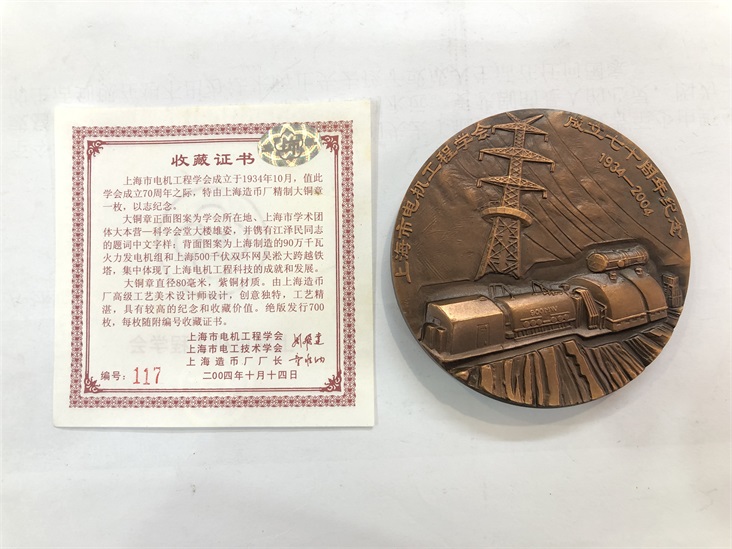 收藏证书
上海市电机工程学会成立于1934年10月，值此
学会成立70周年之际，特由上海造币厂精制大铜章
一枚，以志纪念。
大铜章正面图案为学会所在地、上海市学术团
体大本营—科学会堂大楼雄姿，并镌有江泽民同志
的题词中文字样，背面图案为上海制造的90万千瓦
火力发电机组和上海500千伏双环网吴淞大跨越铁
塔，集中体现了上海电机工程科技的成就和发展。
大铜章直径80毫米，紫铜材质。由上海造币
厂高级工艺美术设计师设计，创意独特，工艺精
湛，具有较高的纪念和收藏价值。绝版发行700
枚，每枚随附编号收藏证书。
上海市电机工程学会
上海市电工技术学会
上海造币厂厂长
编号：117
二00四年十月十四日
上海市电机工程学会
成立七十周年纪念
1934—2004